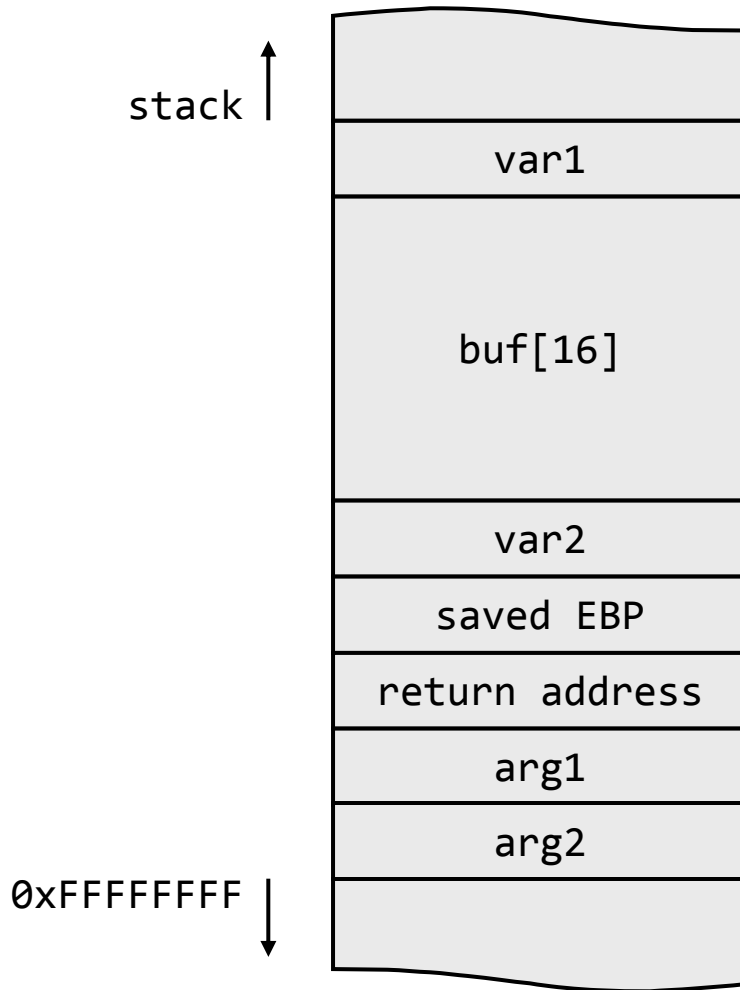 stack
var1
buf[16]
var2
saved EBP
return address
arg1
arg2
0xFFFFFFFF